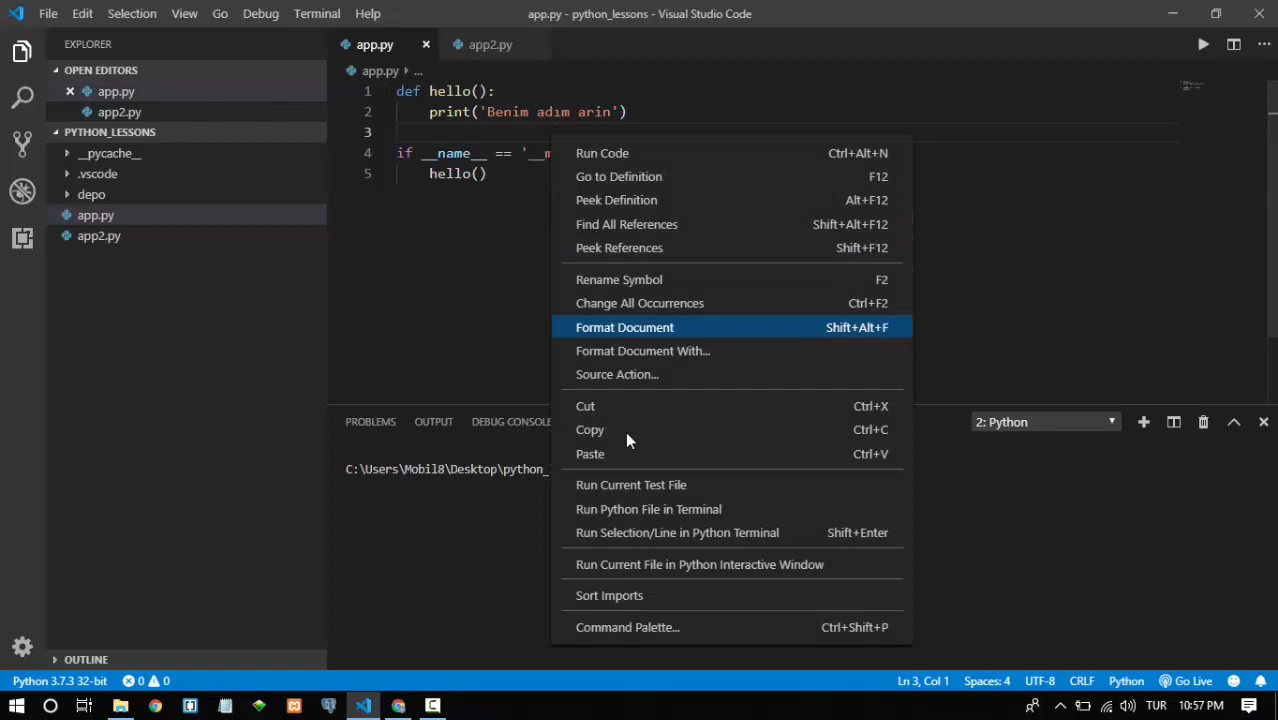 File Edit Selection View Go Debug Terminal Help app.py - python_lessons - Visual Studio Code
EXPLORER
OPEN EDITORS
app.py
app2.py
PYTHON_LESSONS
__pycache__
.vscode
depo
app.py
app2.py
OUTLINE
app.py app2.py
app.py ...
1 def hello():
2 print('Benim adım arin')
3
4 if __name__ == '__m
5 hello()
Run Code Ctrl+Alt+N
Go to Definition F12
Peek Definition Alt+F12
Find All References Shift+Alt+F12
Peek References Shift+F12
Rename Symbol F2
Change All Occurrences Ctrl+F2
Format Document Shift+Alt+F
Format Document With...
Source Action...
Cut Ctrl+X
Copy Ctrl+C
Paste Ctrl+V
Run Current Test File
Run Python File in Terminal
Run Selection/Line in Python Terminal Shift+Enter
Run Current File in Python Interactive Window
Sort Imports
Command Palette... Ctrl+Shift+P
PROBLEMS OUTPUT DEBUG CONSOLE 2: Python
C:\Users\Mobil8\Desktop\python_
Python 3.7.3 32-bit 0 0 Ln 3, Col 1 Spaces: 4 UTF-8 CRLF Python Go Live
TUR 10:57 PM